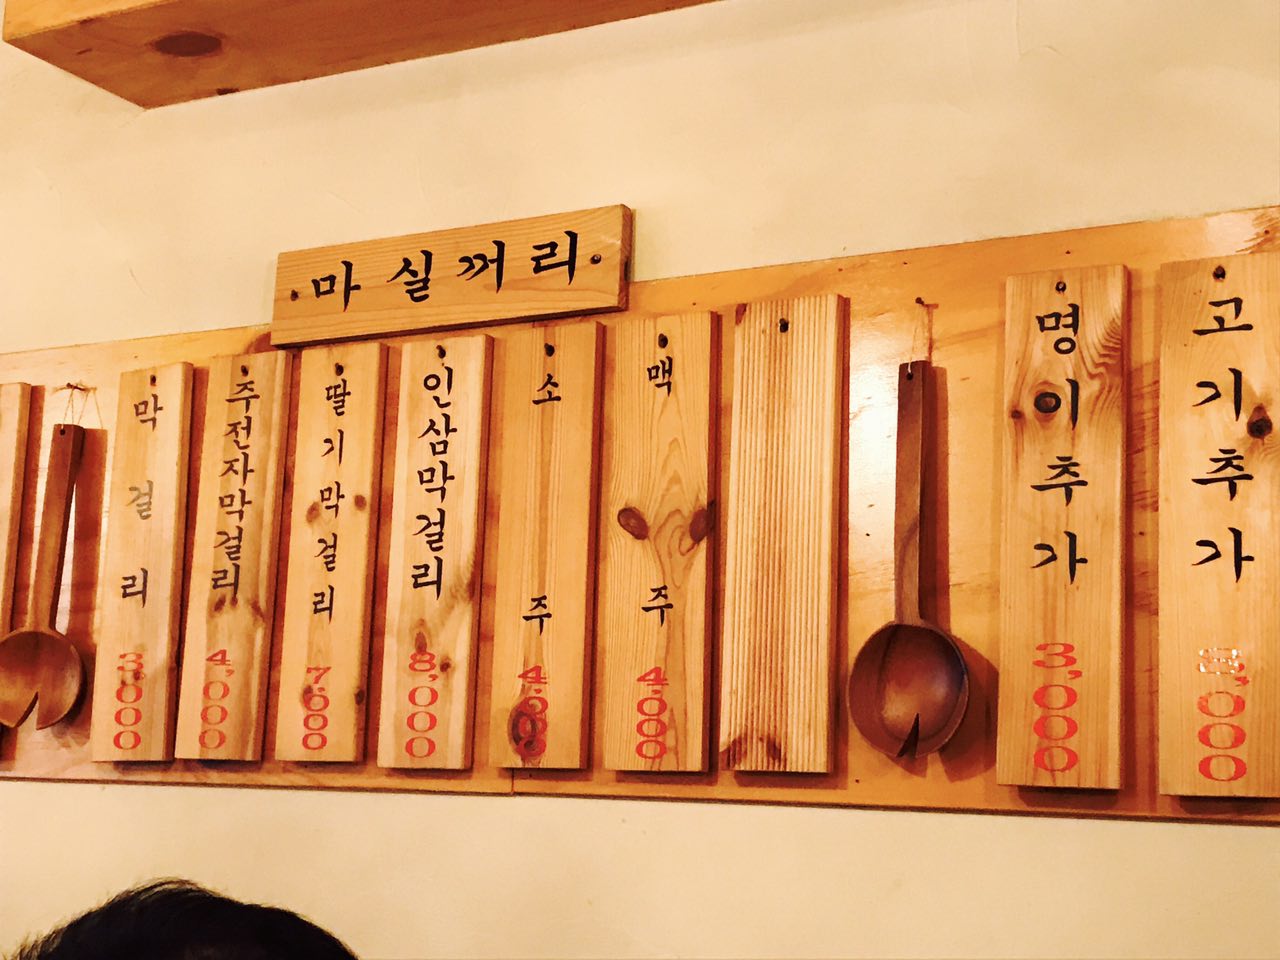 마실꺼리
막걸리 3,000
주전자막걸리 4,000
딸기막걸리 7,000
인삼막걸리 8,000
소주 4,000
맥주 4,000
명이추가 3,000
고기추가